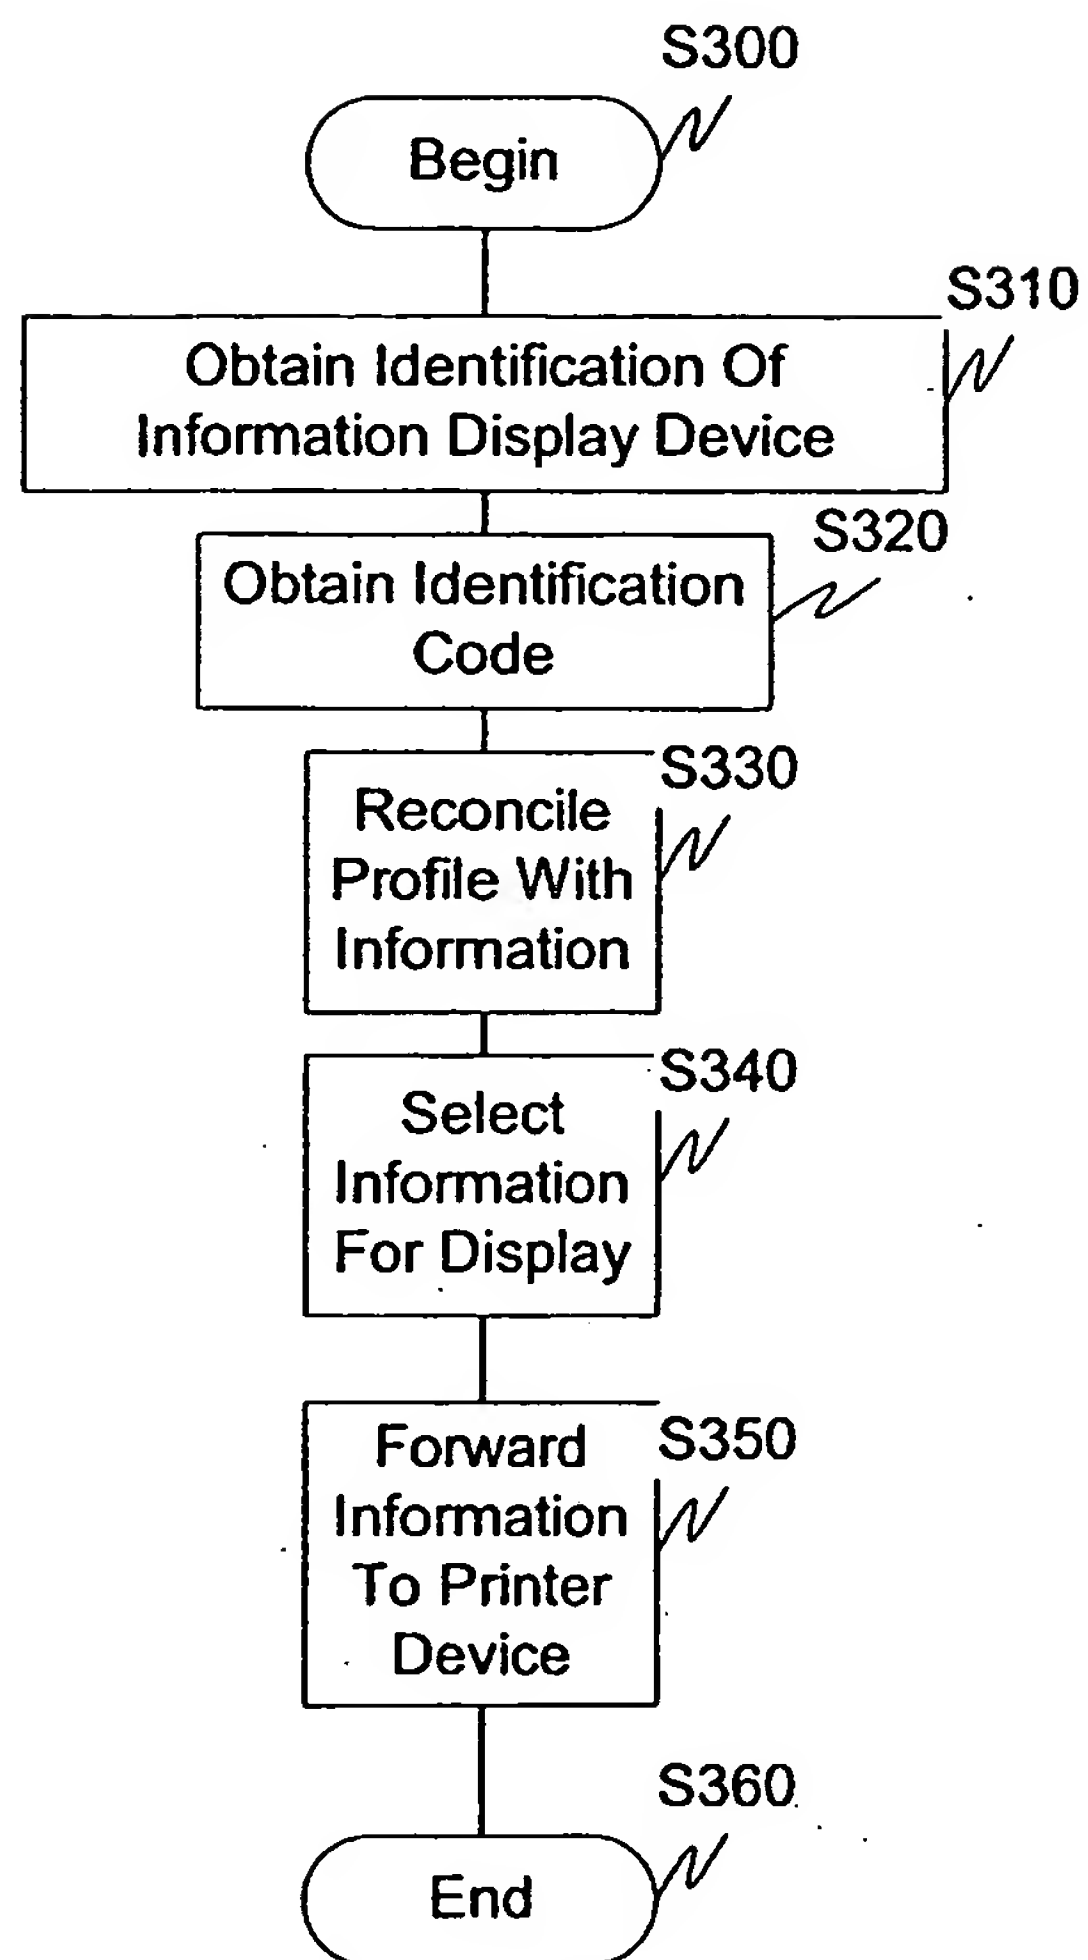 S300
Begin
S310
Obtain Identification Of
Information Display Device
S320
Obtain Identification
Code
S330
Reconcile
Profile With
Information
S340
Select
Information
For Display
S350
Forward
Information
To Printer
Device
S360
End